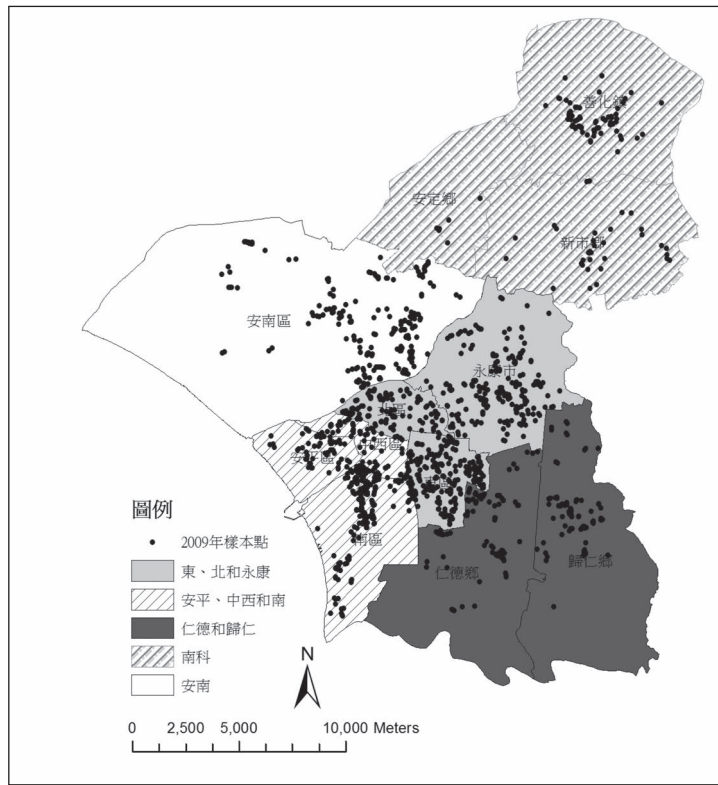 善化鎮
安定鄉
新市鄉
安南區
永康市
北區
中西區
安平區
東區
南區
仁德鄉
歸仁鄉
圖例
2009年樣本點
東、北和永康
安平、中西和南
仁德和歸仁
南科
安南
N
0 2,500 5,000 10,000 Meters